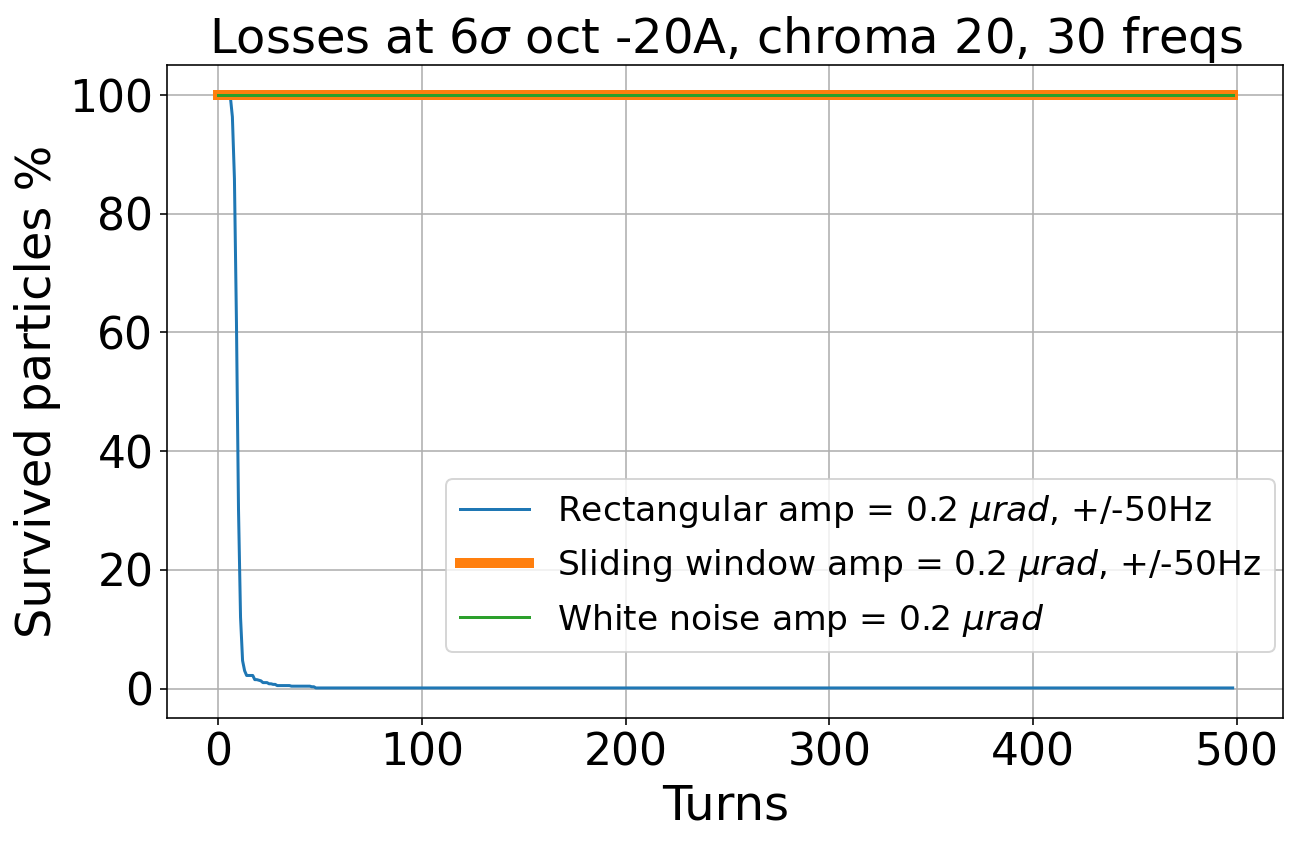 Losses at 6σ oct -20A, chroma 20, 30 freqs
Survived particles %
100
80
60
40
20
0
Rectangular amp = 0.2 μrad, +/-50Hz
Sliding window amp = 0.2 μrad, +/-50Hz
White noise amp = 0.2 μrad
0 100 200 300 400 500
Turns